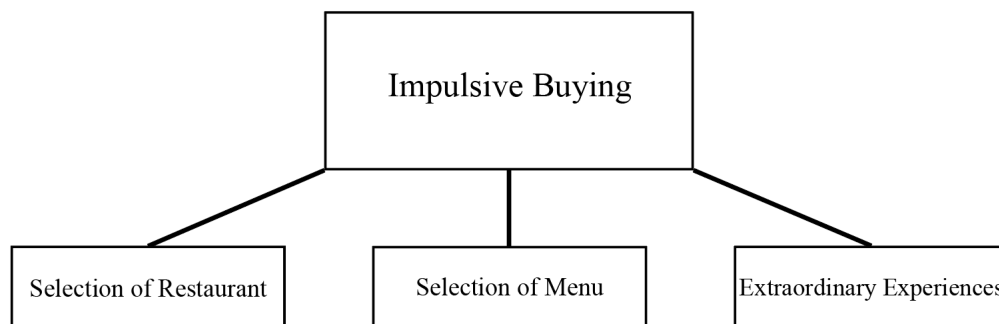 Impulsive Buying
Selection of Restaurant
Selection of Menu
Extraordinary Experiences